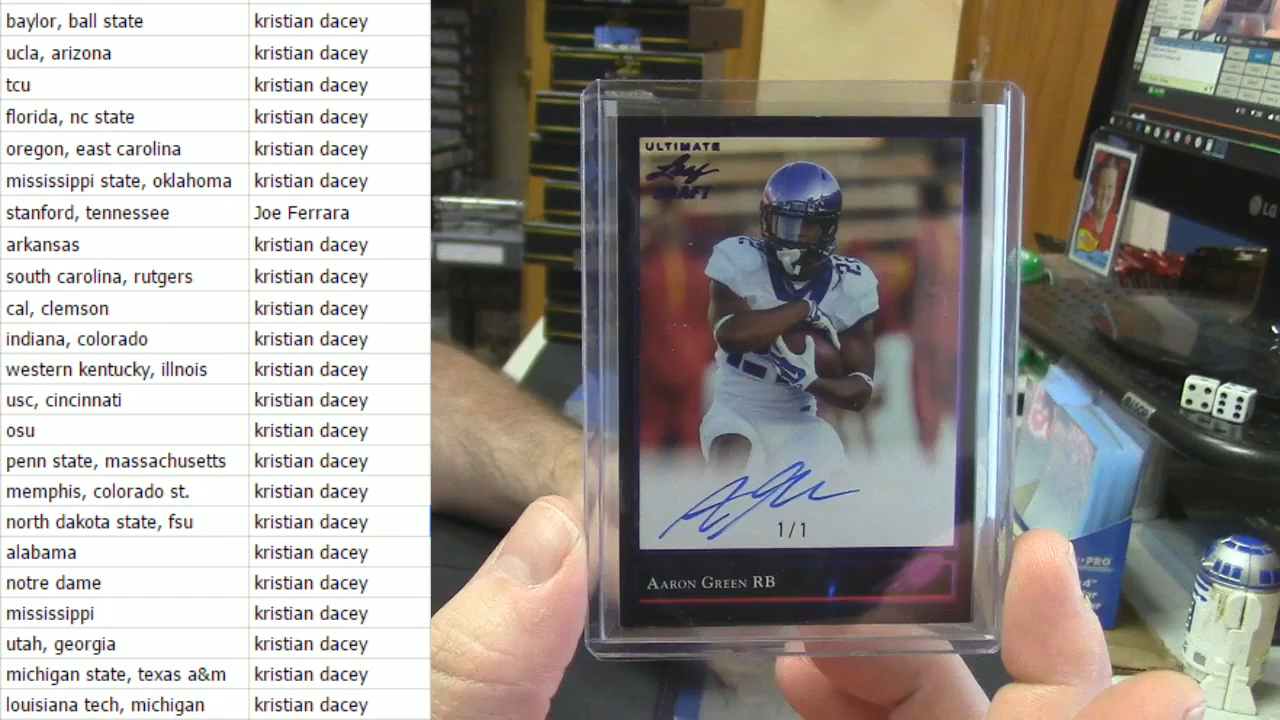 baylor, ball state kristian dacey
ucla, arizona kristian dacey
tcu kristian dacey
florida, nc state kristian dacey
oregon, east carolina kristian dacey
mississippi state, oklahoma kristian dacey
stanford, tennessee Joe Ferrara
arkansas kristian dacey
south carolina, rutgers kristian dacey
cal, clemson kristian dacey
indiana, colorado kristian dacey
western kentucky, illnois kristian dacey
usc, cincinnati kristian dacey
osu kristian dacey
penn state, massachusetts kristian dacey
memphis, colorado st. kristian dacey
north dakota state, fsu kristian dacey
alabama kristian dacey
notre dame kristian dacey
mississippi kristian dacey
utah, georgia kristian dacey
michigan state, texas a&m kristian dacey
louisiana tech, michigan kristian dacey
ULTIMATE
Leaf
DRAFT
22
1/1
AARON GREEN RB
LG
-PRO